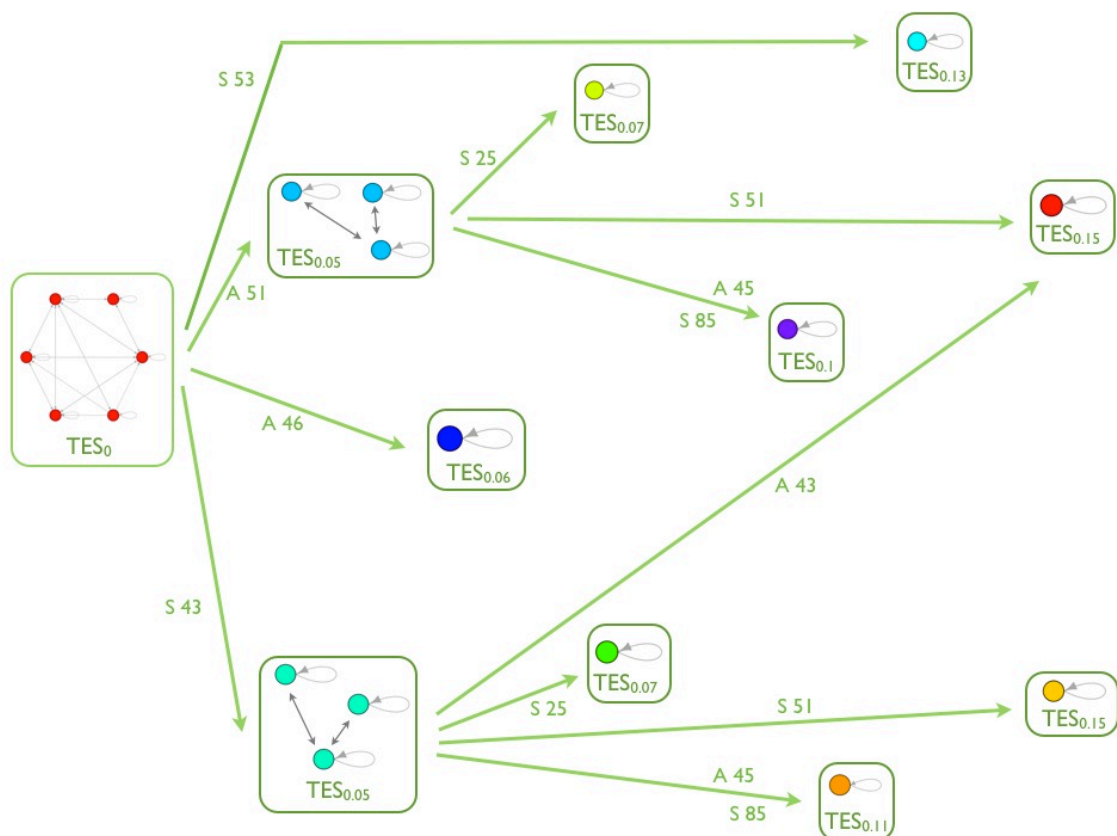 TES0.13
S 53
TES0.07
S 25
S 51
TES0.15
TES0.05
A 51
A 45
S 85
TES0.1
TES0
A 46
TES0.06
A 43
S 43
TES0.07
S 25
S 51
TES0.15
TES0.05
A 45
S 85
TES0.11